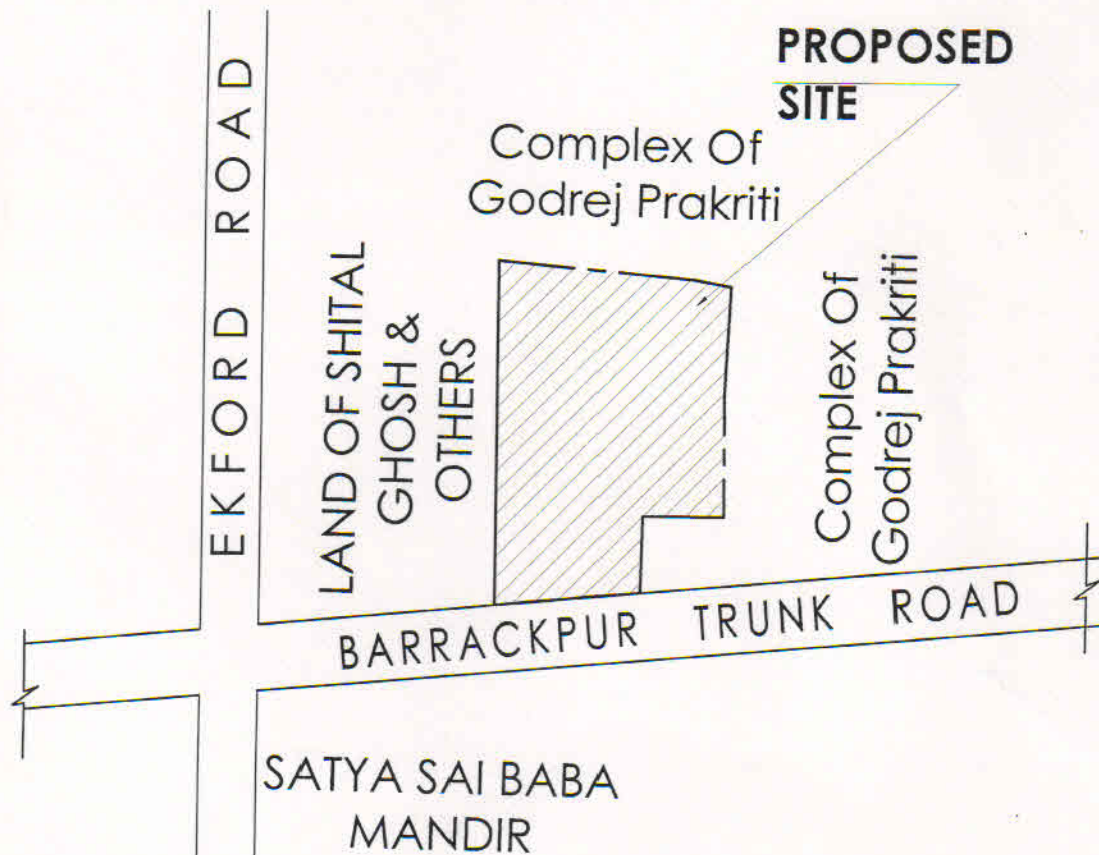 PROPOSED
SITE
Complex Of
Godrej Prakriti
EKFORD ROAD
LAND OF SHITAL
GHOSH &
OTHERS
Complex Of
Godrej Prakriti
BARRACKPUR TRUNK ROAD
SATYA SAI BABA
MANDIR